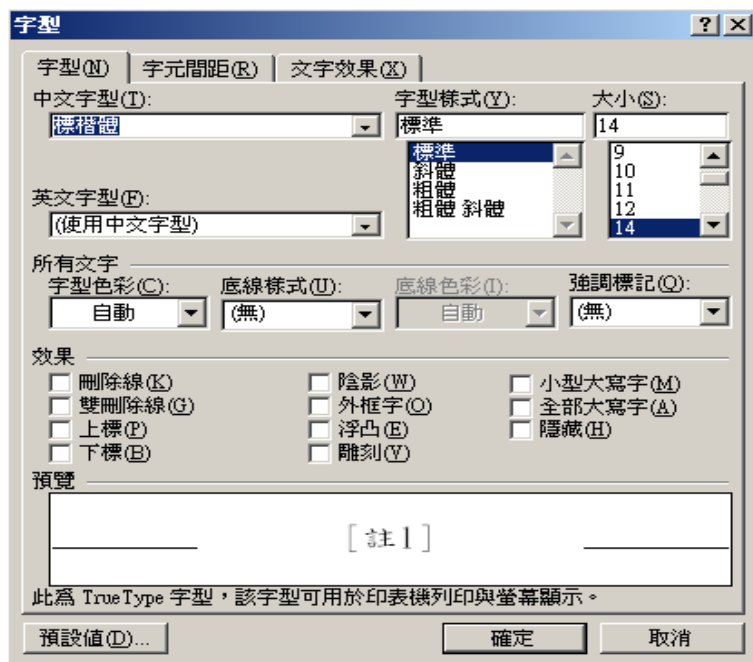 字型
字型(N) 字元間距(R) 文字效果(X)
中文字型(T): 字型樣式(Y): 大小(S):
標楷體 標準 14
標準 9
斜體 10
粗體 11
粗體 斜體 12
14
英文字型(F):
(使用中文字型)
所有文字
字型色彩(C): 底線樣式(U): 底線色彩(I): 強調標記(Q):
自動 (無) 自動 (無)
效果
刪除線(K) 陰影(W) 小型大寫字(M)
雙刪除線(G) 外框字(O) 全部大寫字(A)
上標(P) 浮凸(E) 隱藏(H)
下標(B) 雕刻(V)
預覽
[註1]
此為 TrueType 字型，該字型可用於印表機列印與螢幕顯示。
預設值(D)... 確定 取消